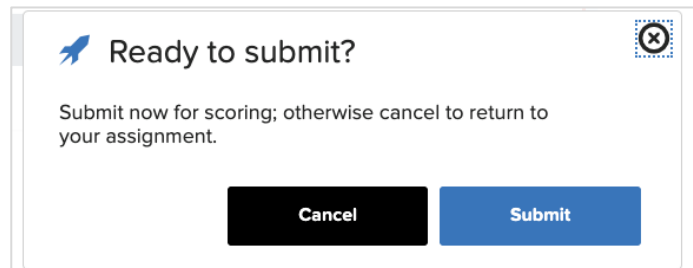 Ready to submit?
Submit now for scoring; otherwise cancel to return to
your assignment.
Cancel
Submit